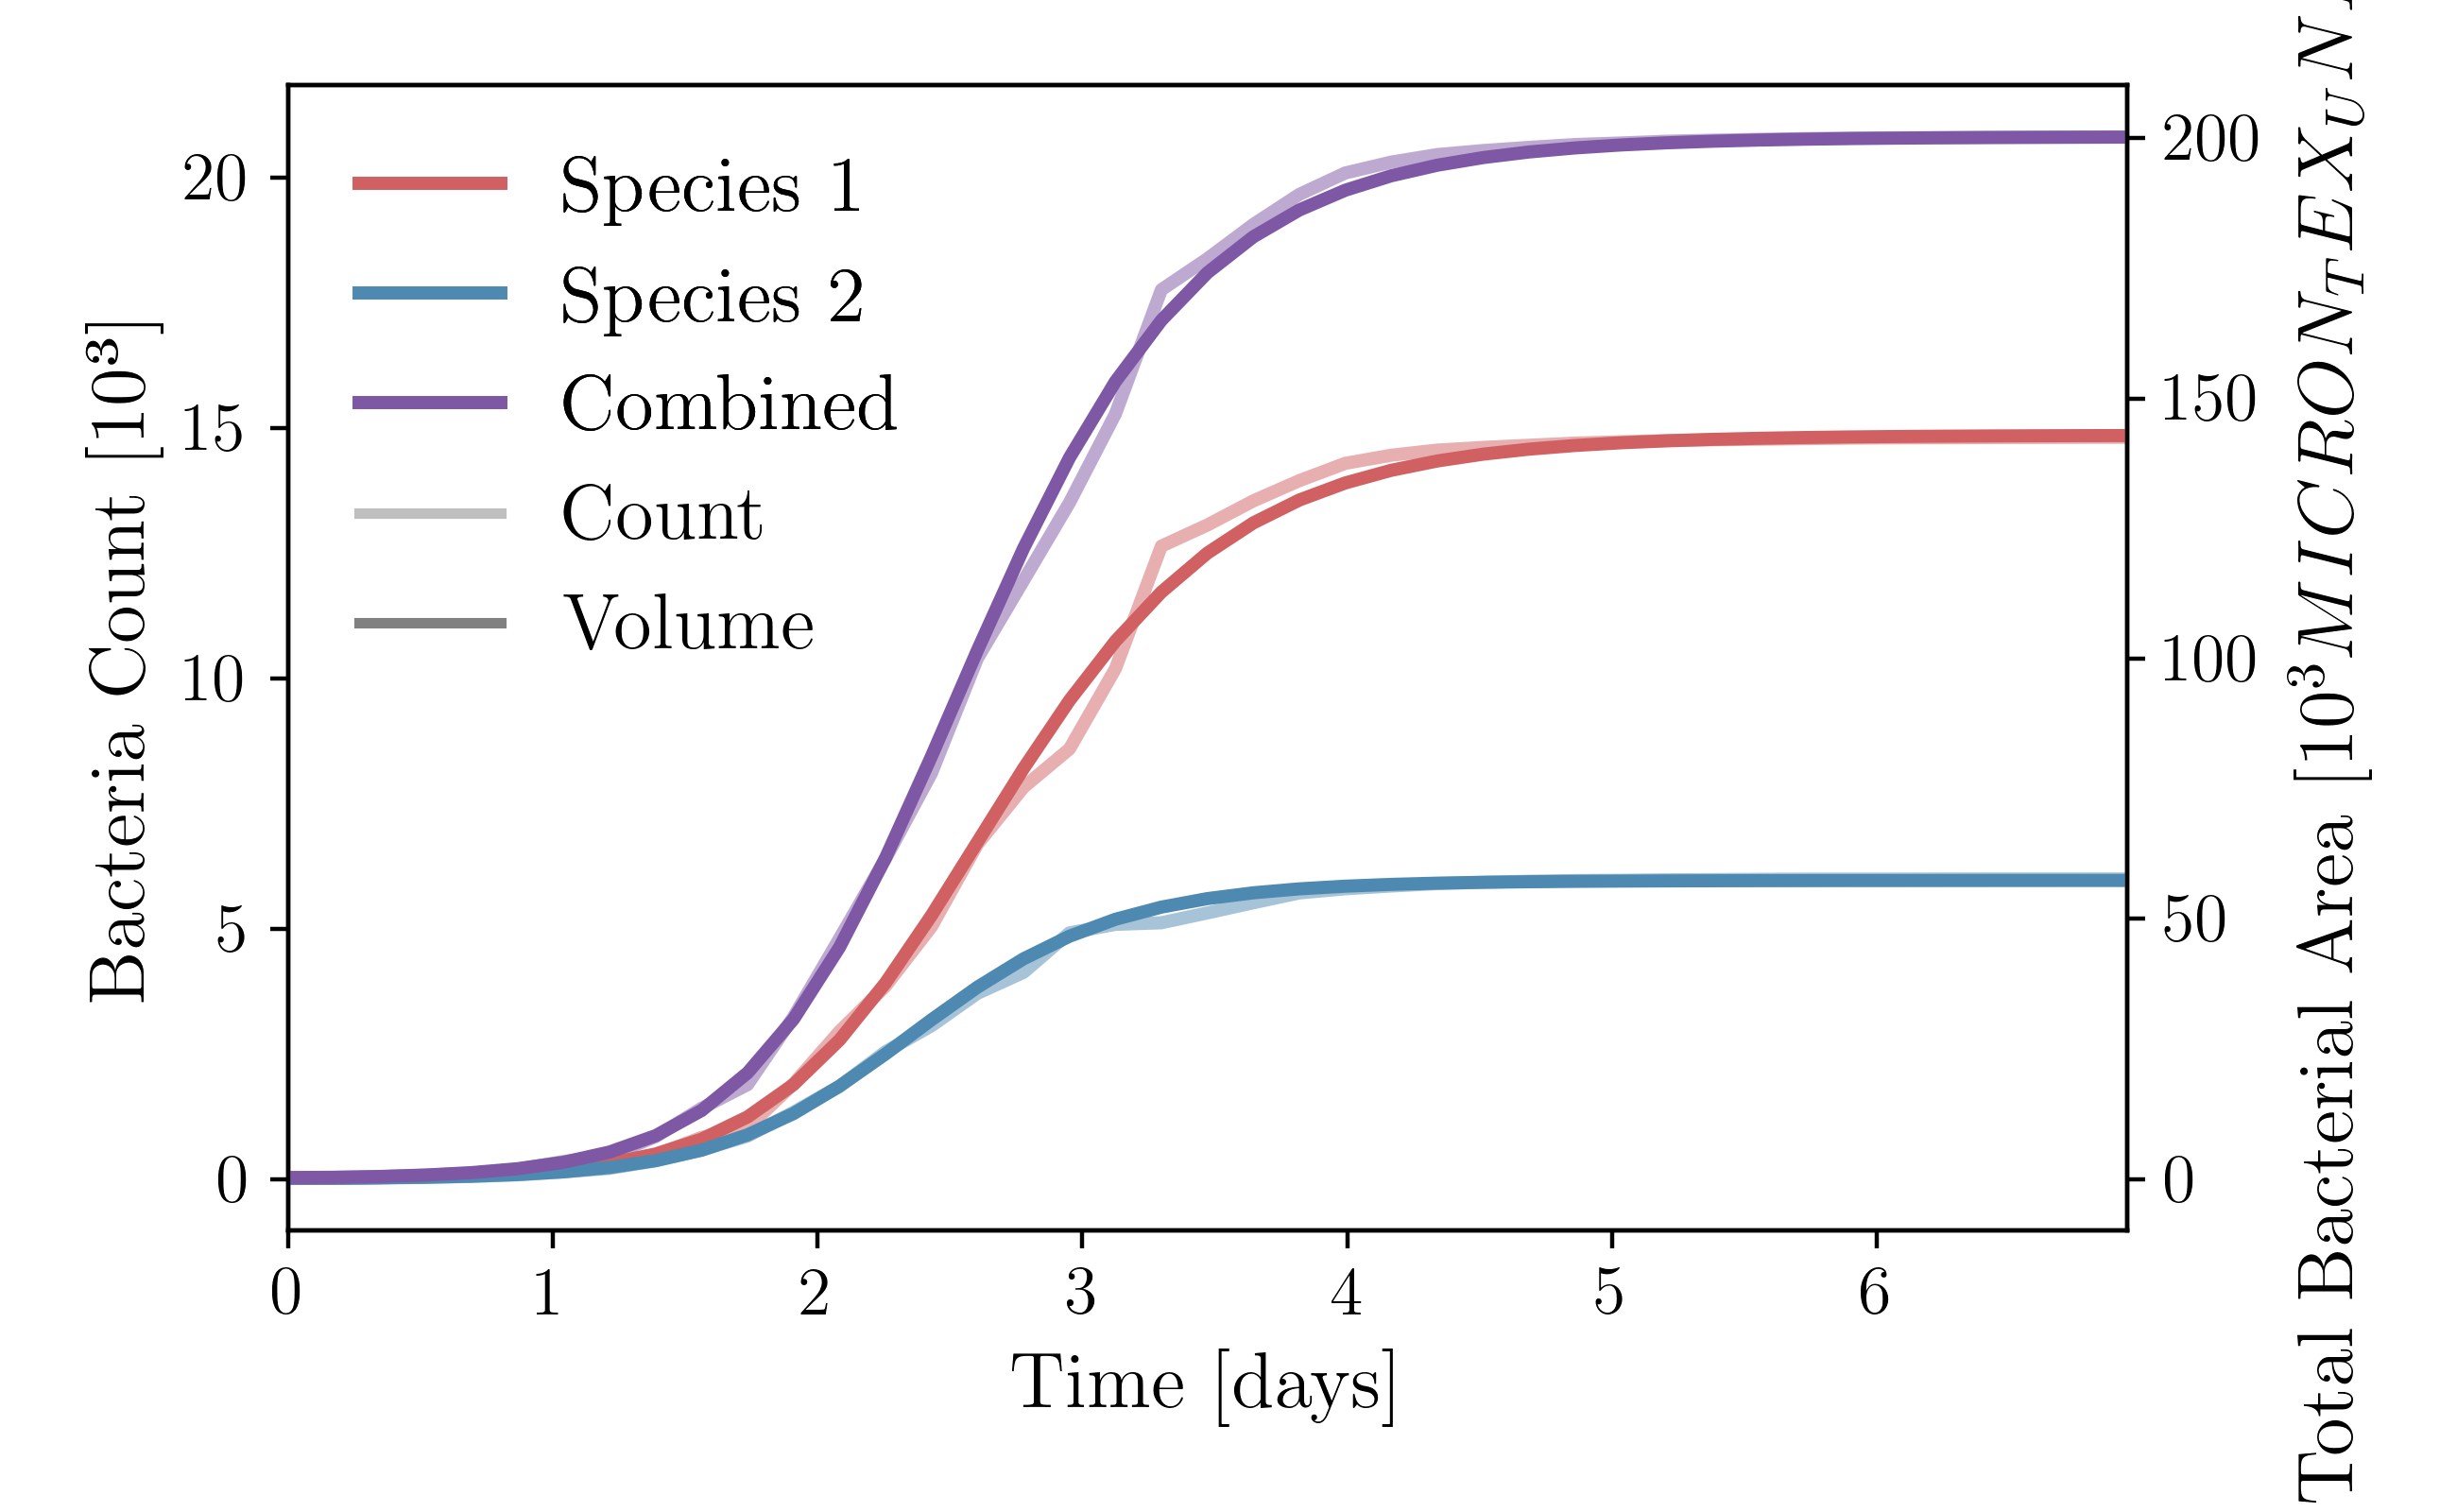 20
15
10
5
0
Bacteria Count [10³]
Species 1
Species 2
Combined
Count
Volume
200
150
100
50
0
Total Bacterial Area [10³MICRON_TEX_UN
0 1 2 3 4 5 6
Time [days]